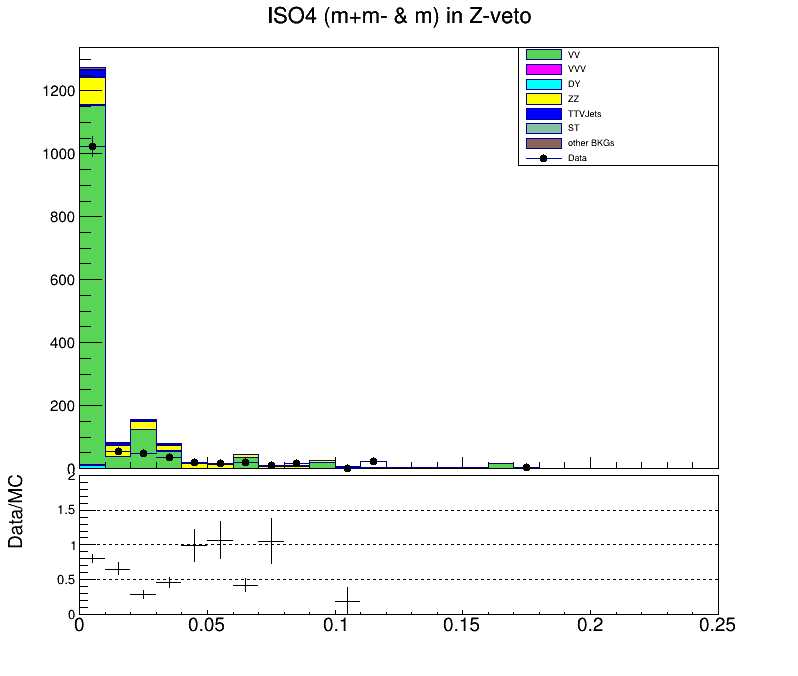 ISO4 (m+m- & m) in Z-veto
VV
VVV
DY
ZZ
TTVJets
ST
other BKGs
Data
1200
1000
800
600
400
200
0
Data/MC
2
1.5
1
0.5
0
0 0.05 0.1 0.15 0.2 0.25